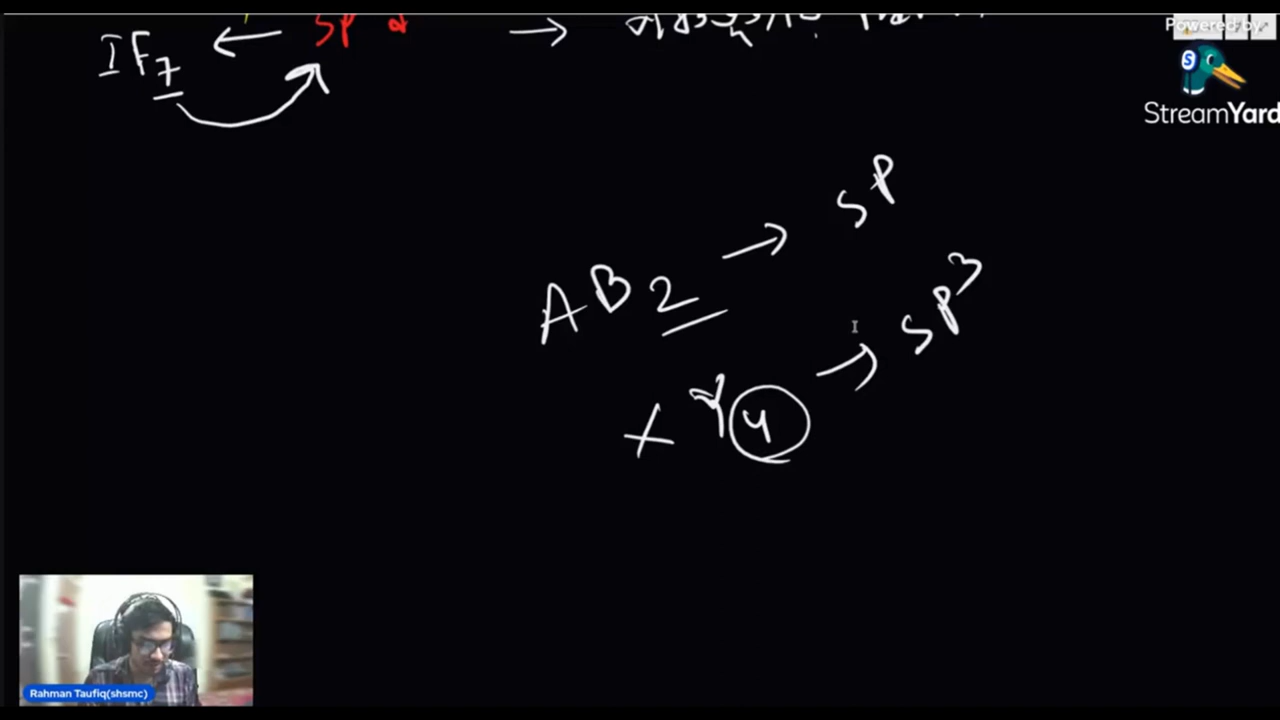 Powered by
IF₇ ← SP →
StreamYard
AB₂ → SP
XY₄ → SP³
Rahman Taufiq(shsmc)